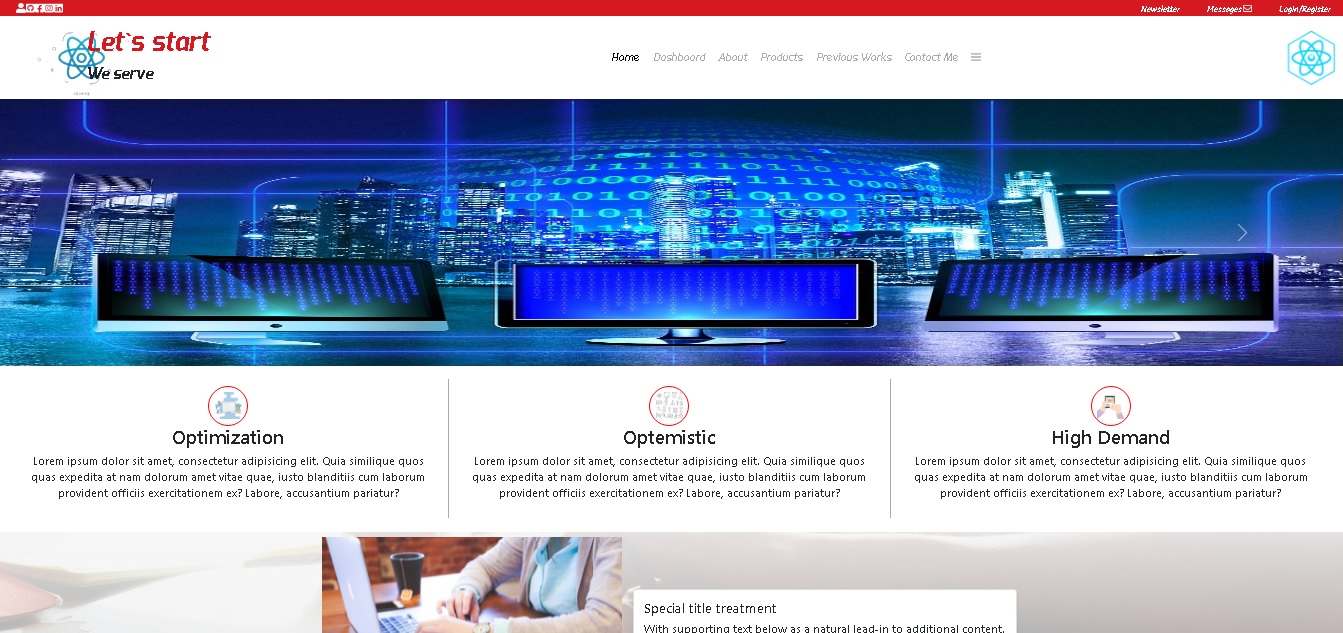 Newsletter Messages Login/Register
Let`s start
We serve
Home Dashboard About Products Previous Works Contact Me
Optimization
Lorem ipsum dolor sit amet, consectetur adipisicing elit. Quia similique quos
quas expedita at nam dolorum amet vitae quae, iusto blanditiis cum laborum
provident officiis exercitationem ex? Labore, accusantium pariatur?
Optemistic
Lorem ipsum dolor sit amet, consectetur adipisicing elit. Quia similique quos
quas expedita at nam dolorum amet vitae quae, iusto blanditiis cum laborum
provident officiis exercitationem ex? Labore, accusantium pariatur?
High Demand
Lorem ipsum dolor sit amet, consectetur adipisicing elit. Quia similique quos
quas expedita at nam dolorum amet vitae quae, iusto blanditiis cum laborum
provident officiis exercitationem ex? Labore, accusantium pariatur?
Special title treatment
With supporting text below as a natural lead-in to additional content.